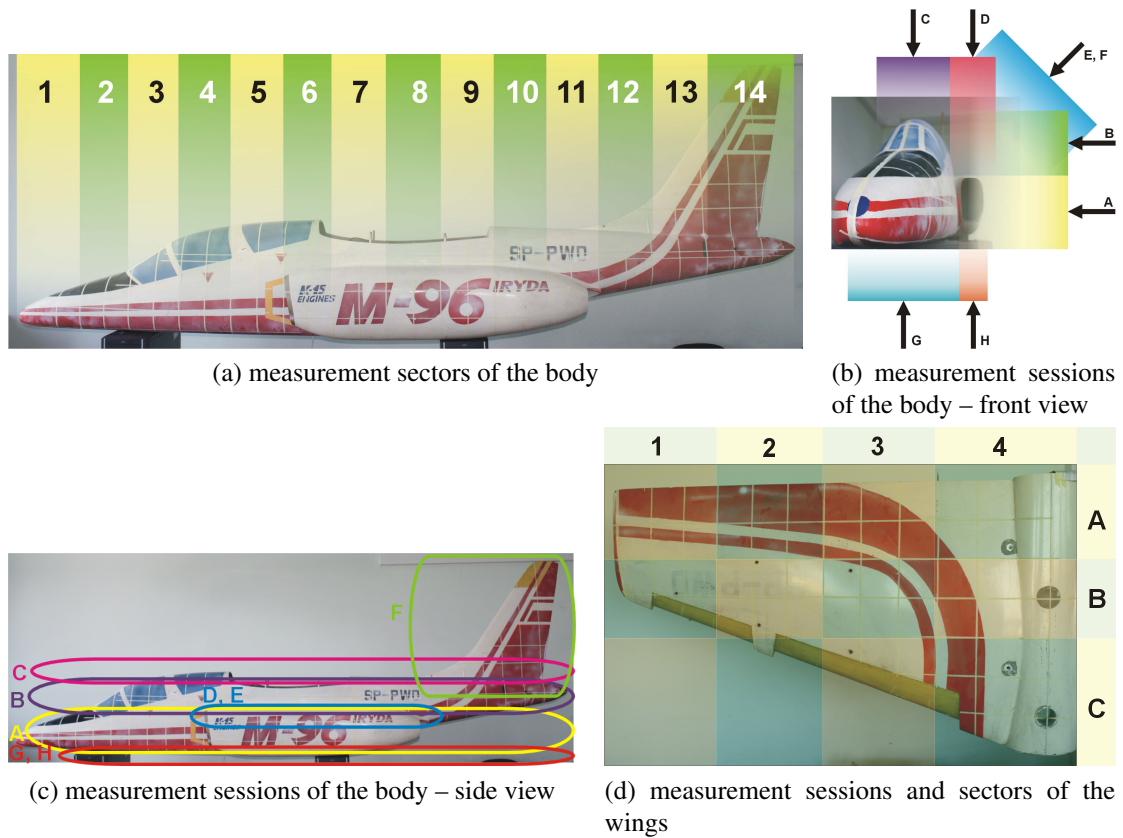 1 2 3 4 5 6 7 8 9 10 11 12 13 14
SP-PWD
M-15
ENGINES
M-96
IRYDA
(a) measurement sectors of the body
C D
E, F
B
A
G H
(b) measurement sessions
of the body – front view
F
C
B
D, E
SP-PWD
A
M-15
M-96
IRYDA
G, H
(c) measurement sessions of the body – side view
1 2 3 4
A
B
C
(d) measurement sessions and sectors of the
wings